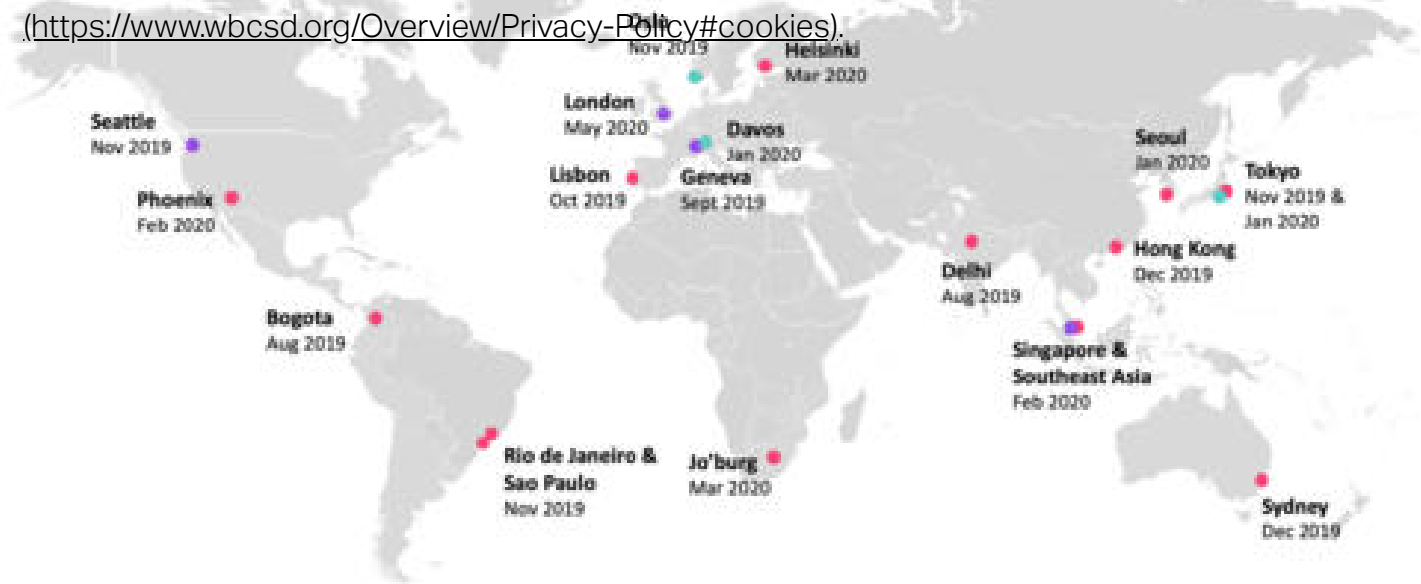 (https://www.wbcsd.org/Overview/Privacy-Policy#cookies).
Oslo
Nov 2019
Helsinki
Mar 2020
London
May 2020
Seattle
Nov 2019
Davos
Jan 2020
Seoul
Jan 2020
Tokyo
Nov 2019 &
Jan 2020
Lisbon
Oct 2019
Geneva
Sept 2019
Phoenix
Feb 2020
Hong Kong
Dec 2019
Delhi
Aug 2019
Bogota
Aug 2019
Singapore &
Southeast Asia
Feb 2020
Rio de Janeiro &
Sao Paulo
Nov 2019
Jo'burg
Mar 2020
Sydney
Dec 2019